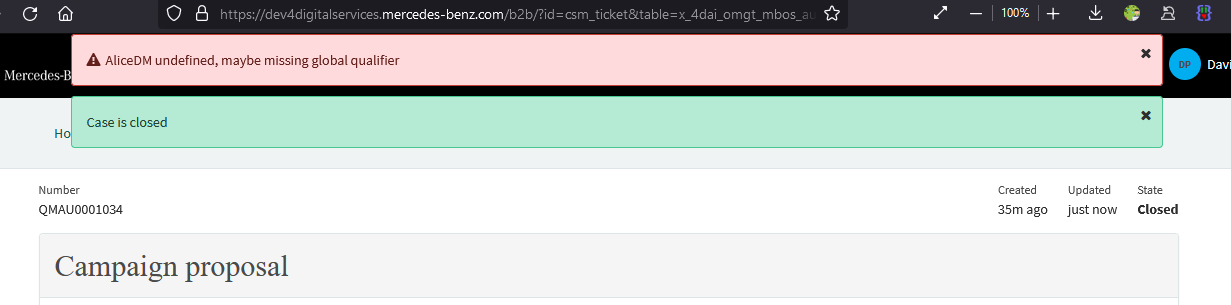 https://dev4digitalservices.mercedes-benz.com/b2b/?id=csm_ticket&table=x_4dai_omgt_mbos_au
100%
AliceDM undefined, maybe missing global qualifier
Mercedes-B
DP Davi
Case is closed
Ho
Number Created Updated State
QMAU0001034 35m ago just now Closed
Campaign proposal